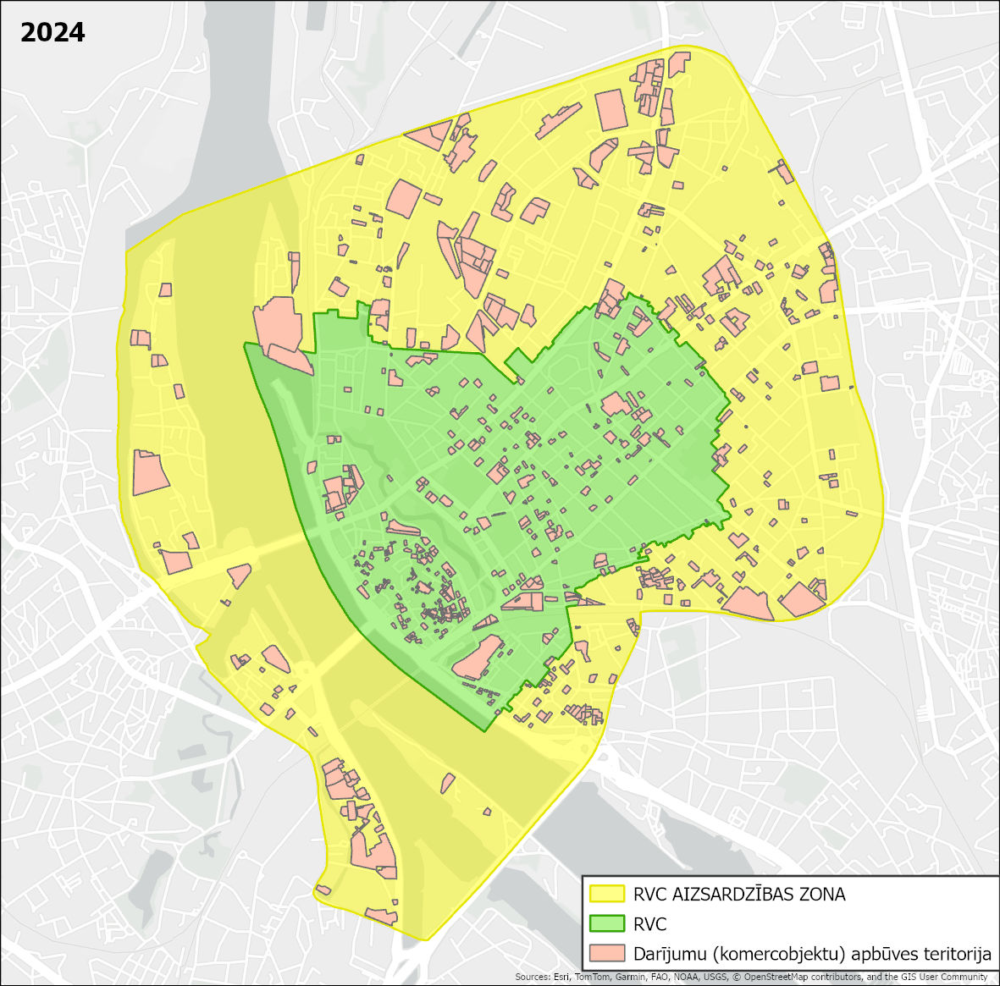 2024
RVC AIZSARDZĪBAS ZONA
RVC
Darījumu (komercobjektu) apbūves teritorija
Sources: Esri, TomTom, Garmin, FAO, NOAA, USGS, © OpenStreetMap contributors, and the GIS User Community